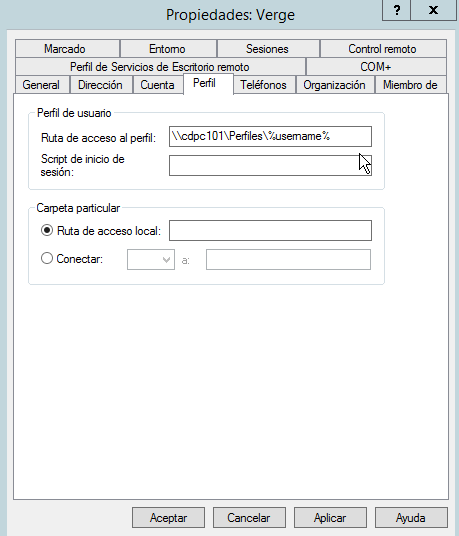 Propiedades: Verge
? x
Marcado Entorno Sesiones Control remoto
Perfil de Servicios de Escritorio remoto COM+
General Dirección Cuenta Perfil Teléfonos Organización Miembro de
Perfil de usuario
Ruta de acceso al perfil: \\cdpc101\Perfiles\%username%
Script de inicio de
sesión:
Carpeta particular
Ruta de acceso local:
Conectar: a:
Aceptar Cancelar Aplicar Ayuda